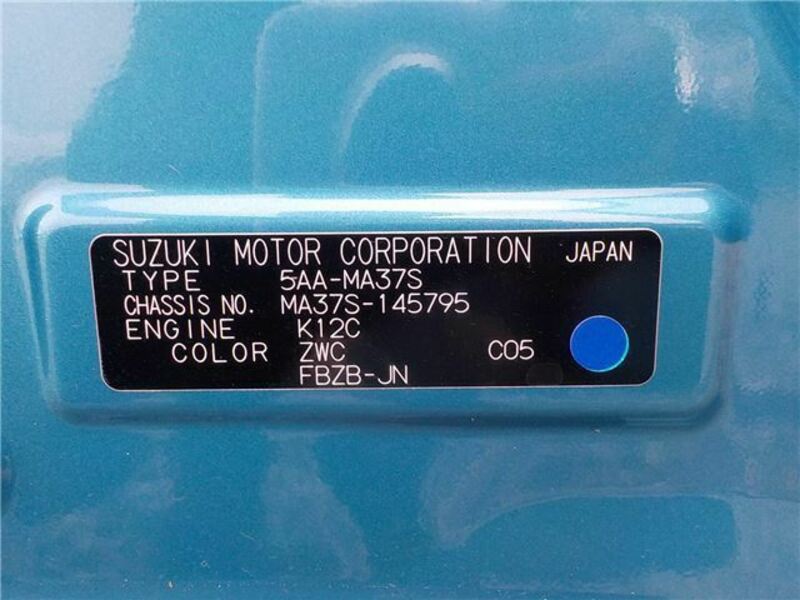 SUZUKI MOTOR CORPORATION JAPAN
TYPE 5AA-MA37S
CHASSIS NO. MA37S-145795
ENGINE K12C
COLOR ZWC C05
FBZB-JN